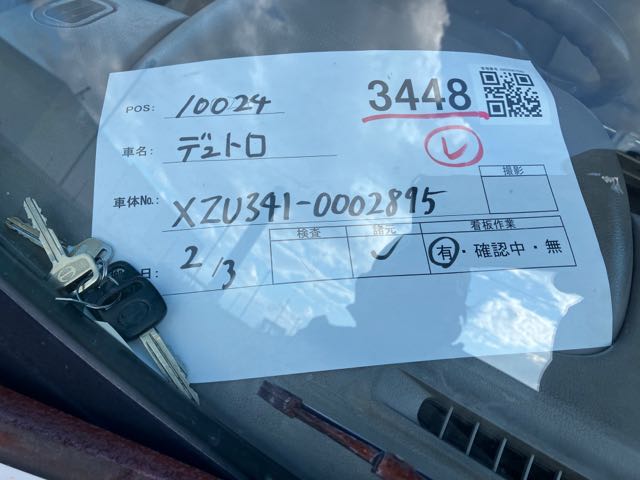 POS: 10024 3448
車名: デュトロ レ
車体No.: XZU341-0002895
撮影
日: 2/3
検査 諸元 看板作業
有・確認中・無